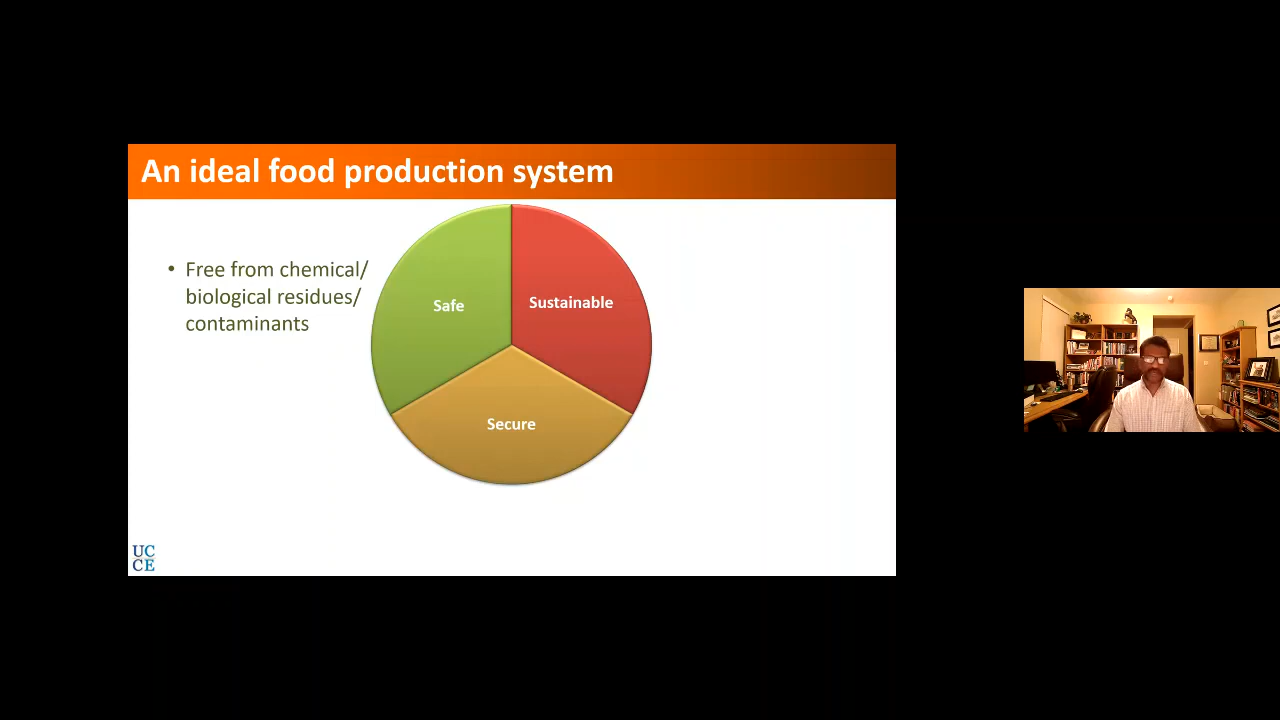 An ideal food production system
• Free from chemical/
biological residues/
contaminants
Safe
Sustainable
Secure
UC
CE